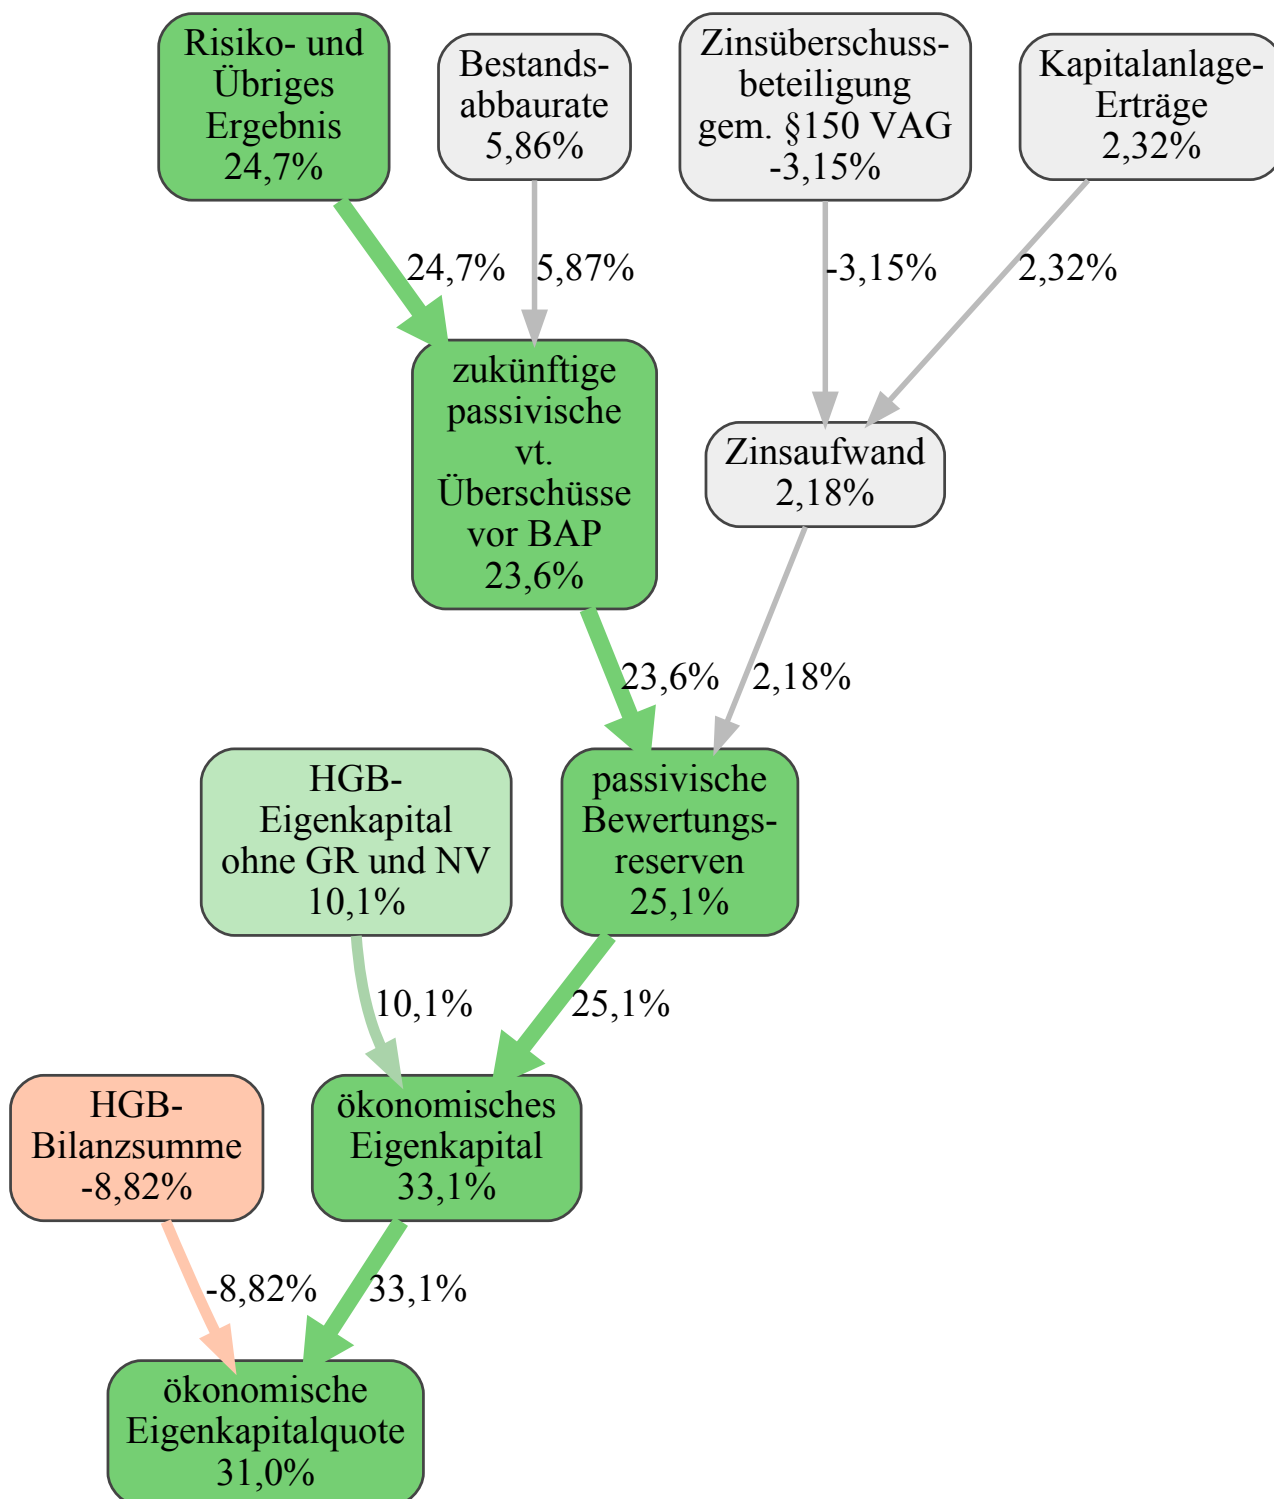 Risiko- und
Übriges
Ergebnis
24,7%
Bestands-
abbaurate
5,86%
Zinsüberschuss-
beteiligung
gem. §150 VAG
-3,15%
Kapitalanlage-
Erträge
2,32%
24,7%
5,87%
-3,15%
2,32%
zukünftige
passivische
vt.
Überschüsse
vor BAP
23,6%
Zinsaufwand
2,18%
23,6%
2,18%
HGB-
Eigenkapital
ohne GR und NV
10,1%
passivische
Bewertungs-
reserven
25,1%
10,1%
25,1%
HGB-
Bilanzsumme
-8,82%
ökonomisches
Eigenkapital
33,1%
-8,82%
33,1%
ökonomische
Eigenkapitalquote
31,0%